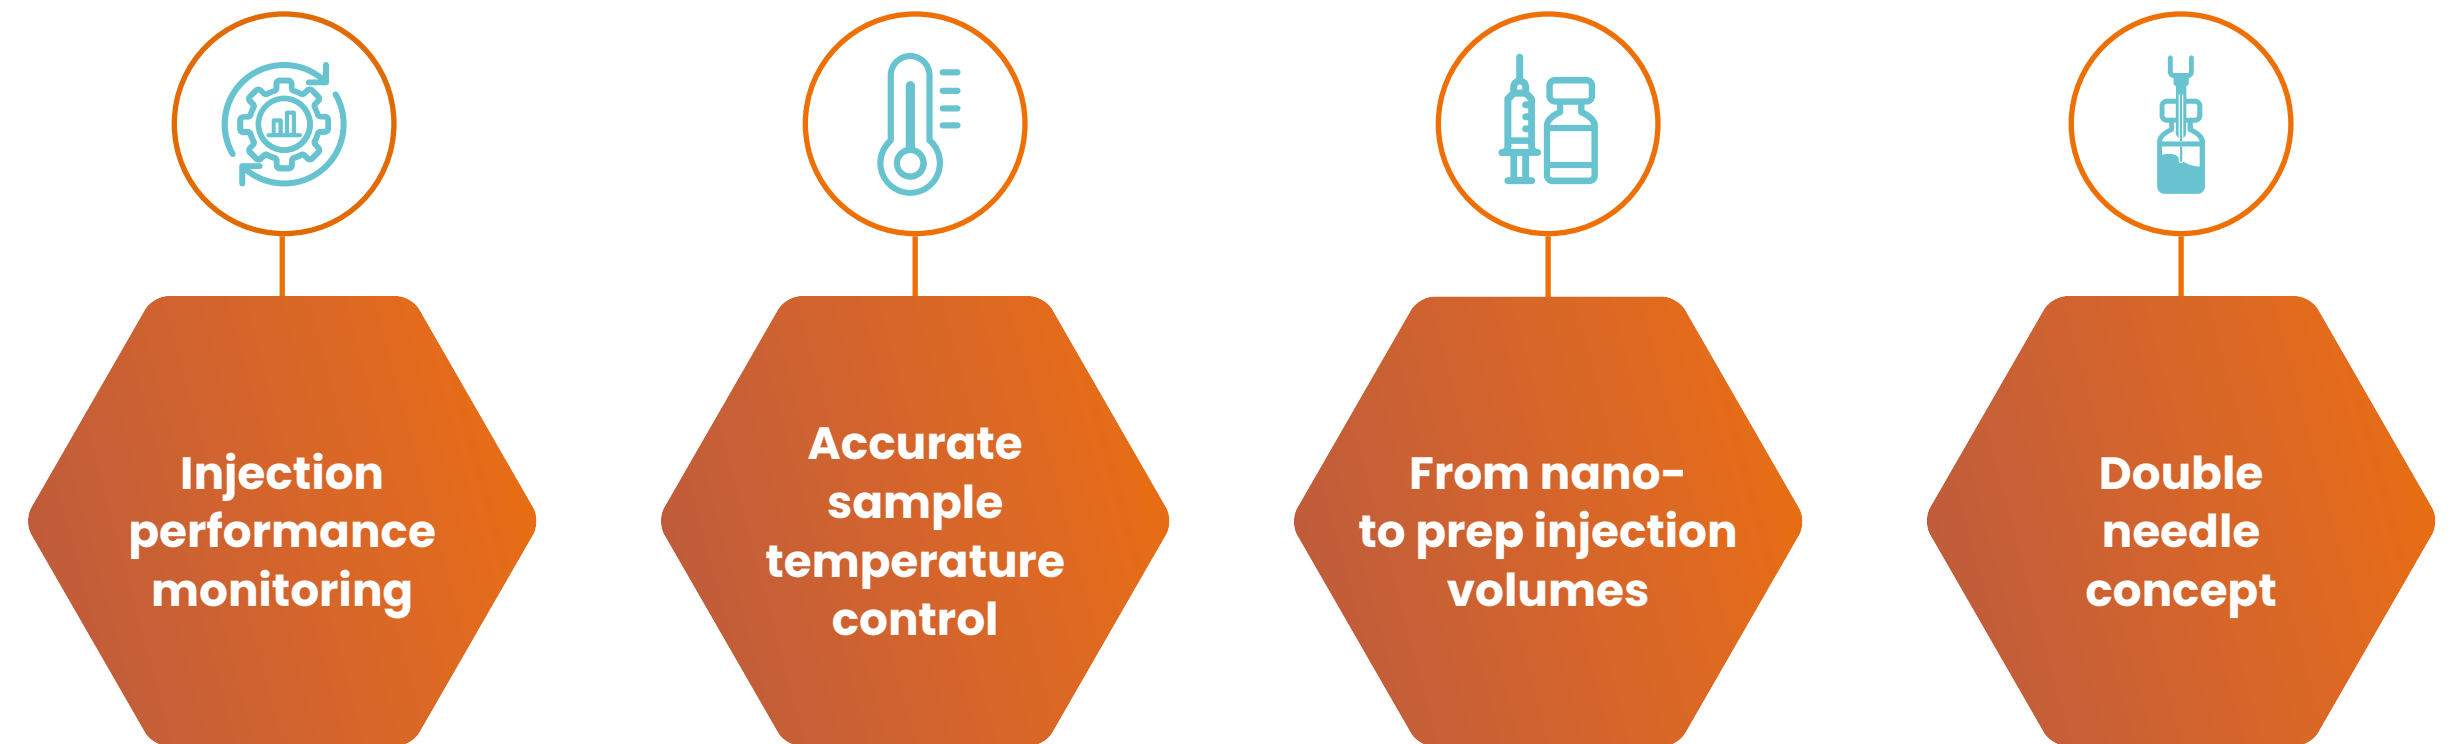 Injection
performance
monitoring
Accurate
sample
temperature
control
From nano-
to prep injection
volumes
Double
needle
concept